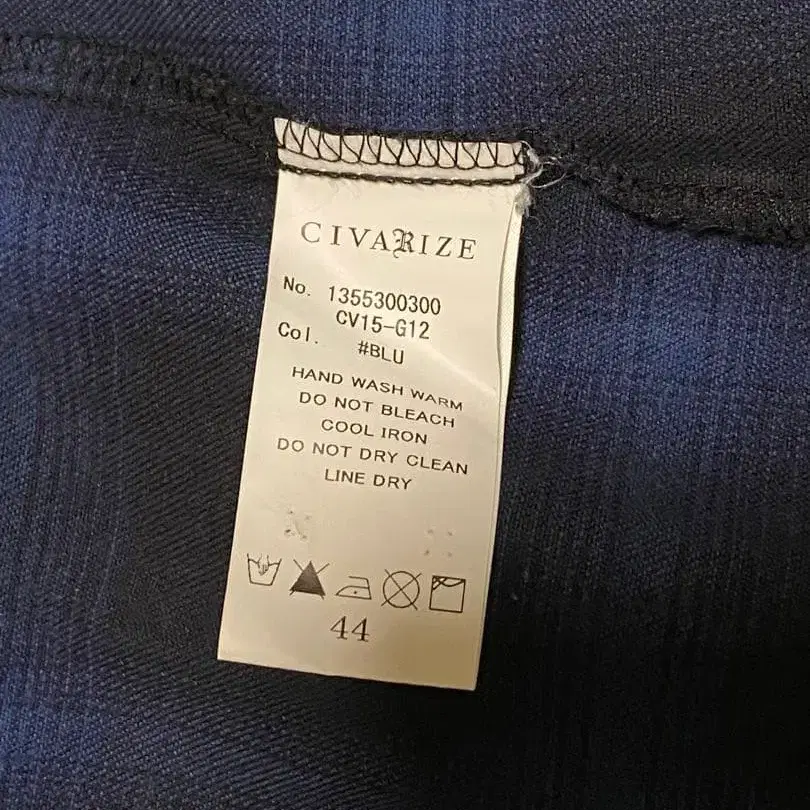 CIVARIZE
No. 1355300300
CV15-G12
Col. #BLU
HAND WASH WARM
DO NOT BLEACH
COOL IRON
DO NOT DRY CLEAN
LINE DRY
44